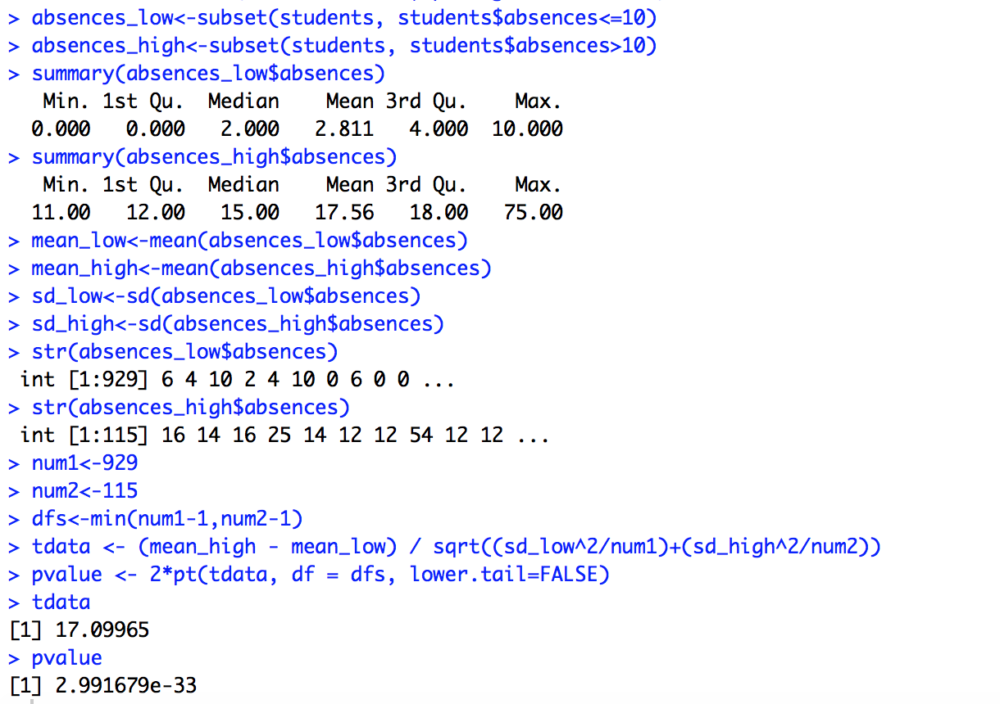 > absences_low<-subset(students, students$absences<=10)
> absences_high<-subset(students, students$absences>10)
> summary(absences_low$absences)
   Min. 1st Qu.  Median    Mean 3rd Qu.    Max.
  0.000   0.000   2.000   2.811   4.000  10.000
> summary(absences_high$absences)
   Min. 1st Qu.  Median    Mean 3rd Qu.    Max.
  11.00   12.00   15.00   17.56   18.00   75.00
> mean_low<-mean(absences_low$absences)
> mean_high<-mean(absences_high$absences)
> sd_low<-sd(absences_low$absences)
> sd_high<-sd(absences_high$absences)
> str(absences_low$absences)
 int [1:929] 6 4 10 2 4 10 0 6 0 0 ...
> str(absences_high$absences)
 int [1:115] 16 14 16 25 14 12 12 54 12 12 ...
> num1<-929
> num2<-115
> dfs<-min(num1-1,num2-1)
> tdata <- (mean_high - mean_low) / sqrt((sd_low^2/num1)+(sd_high^2/num2))
> pvalue <- 2*pt(tdata, df = dfs, lower.tail=FALSE)
> tdata
[1] 17.09965
> pvalue
[1] 2.991679e-33